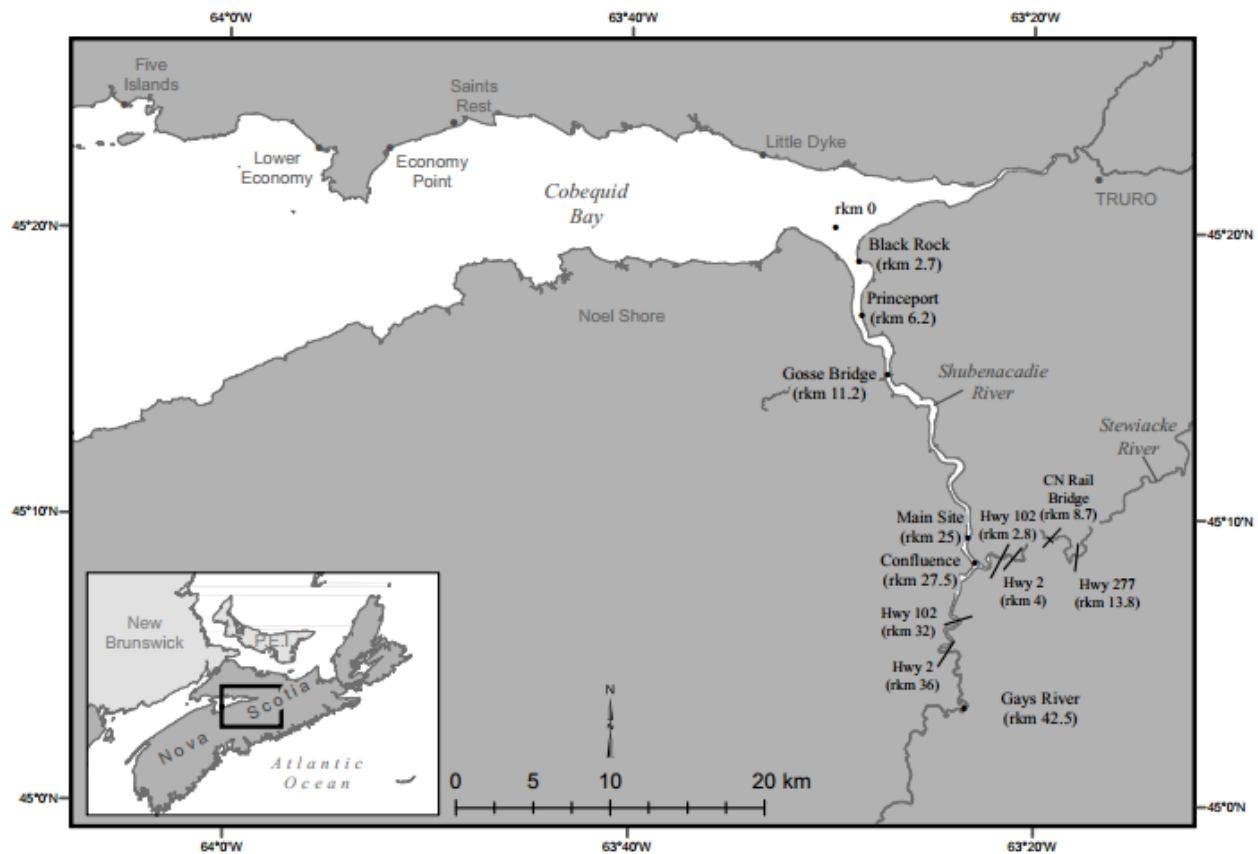 64°0'W
63°40'W
63°20'W
Five
Islands
Saints
Rest
Lower
Economy
Economy
Point
Little Dyke
TRURO
Cobequid
Bay
rkm 0
45°20'N
45°20'N
Black Rock
(rkm 2.7)
Princeport
(rkm 6.2)
Noel Shore
Gosse Bridge
(rkm 11.2)
Shubenacadie
River
Stewiacke
River
CN Rail
Bridge
(rkm 8.7)
45°10'N
45°10'N
Main Site
(rkm 25)
Hwy 102
(rkm 2.8)
Confluence
(rkm 27.5)
Hwy 2
(rkm 4)
Hwy 277
(rkm 13.8)
Hwy 102
(rkm 32)
Hwy 2
(rkm 36)
Gays River
(rkm 42.5)
New
Brunswick
P.E.I.
Nova Scotia
Atlantic
Ocean
N
0 5 10 20 km
45°0'N
45°0'N
64°0'W
63°40'W
63°20'W